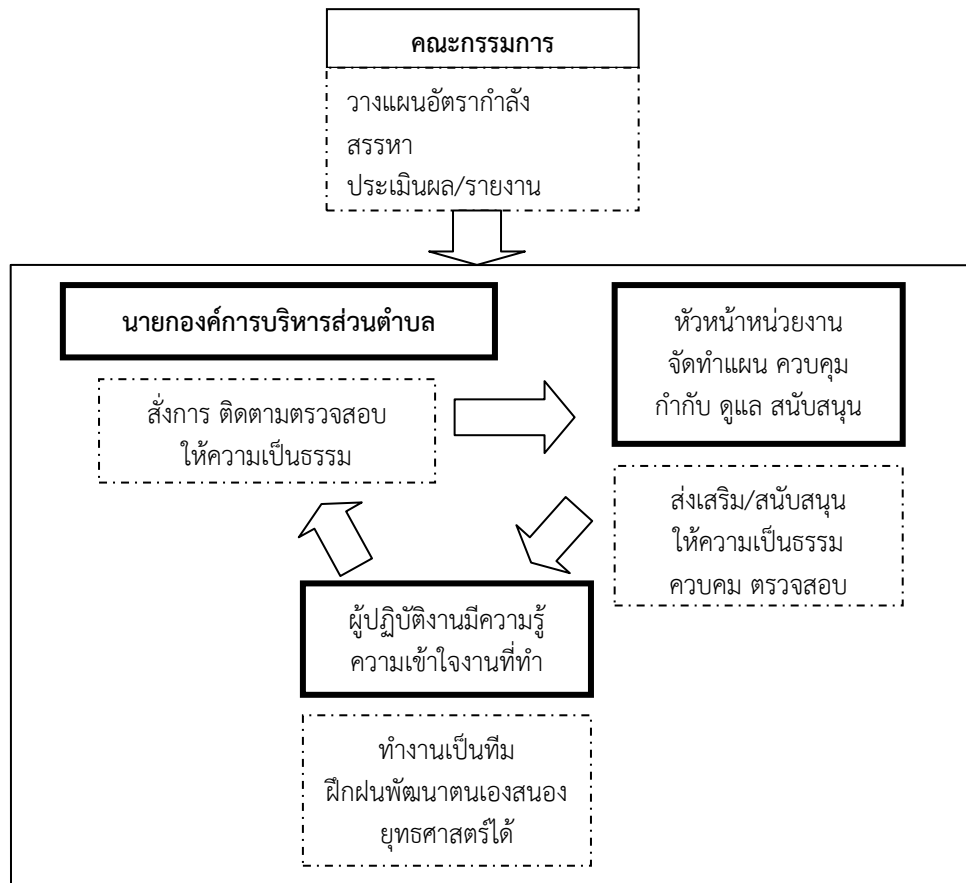 คณะกรรมการ
วางแผนอัตรากำลัง
สรรหา
ประเมินผล/รายงาน
นายกองค์การบริหารส่วนตำบล
สั่งการ ติดตามตรวจสอบ
ให้ความเป็นธรรม
หัวหน้าหน่วยงาน
จัดทำแผน ควบคุม
กำกับ ดูแล สนับสนุน
ส่งเสริม/สนับสนุน
ให้ความเป็นธรรม
ควบคม ตรวจสอบ
ผู้ปฏิบัติงานมีความรู้
ความเข้าใจงานที่ทำ
ทำงานเป็นทีม
ฝึกฝนพัฒนาตนเองสนอง
ยุทธศาสตร์ได้